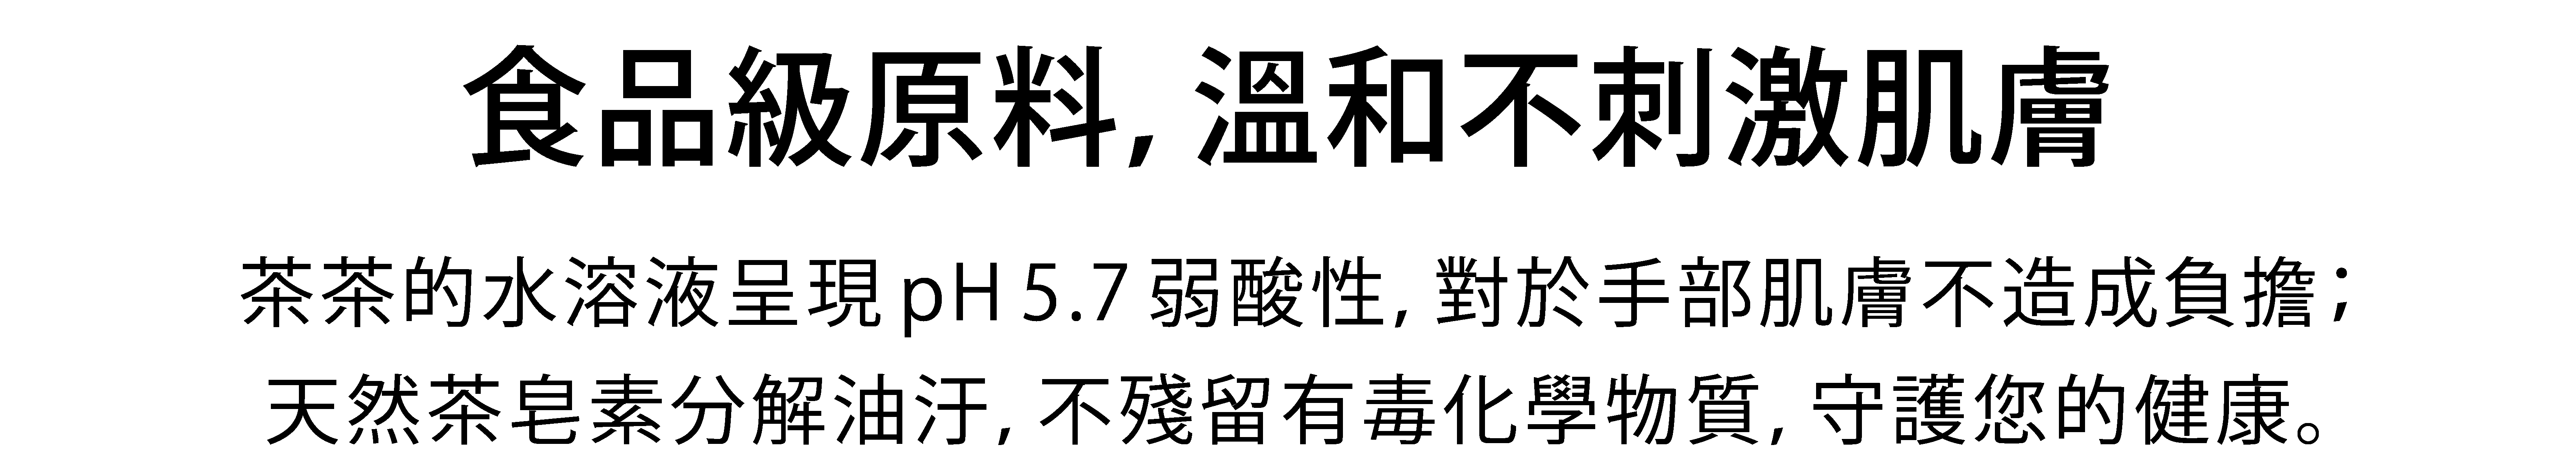 食品級原料, 溫和不刺激肌膚
茶茶的水溶液呈現 pH 5.7 弱酸性, 對於手部肌膚不造成負擔;
天然茶皂素分解油汙, 不殘留有毒化學物質, 守護您的健康。